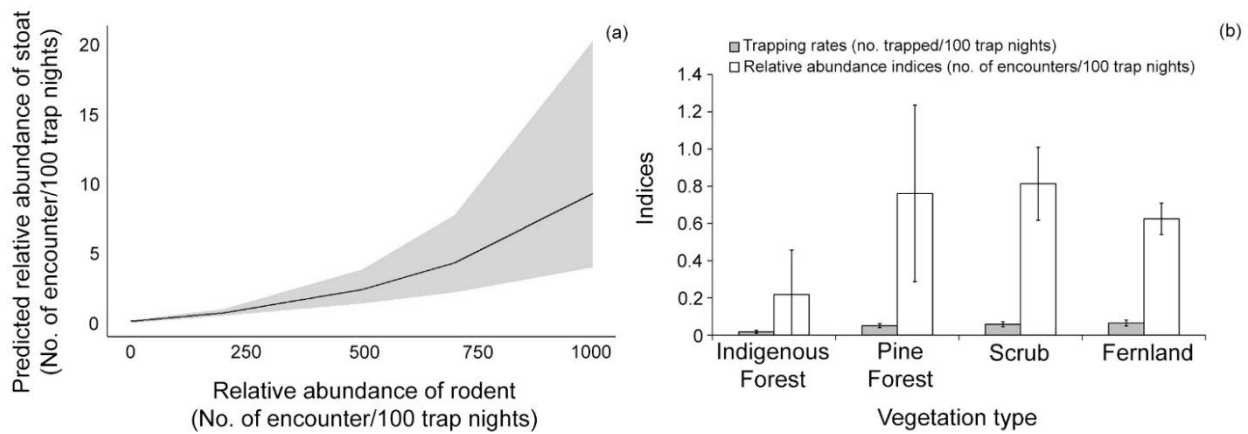 (a)
Predicted relative abundance of stoat
(No. of encounter/100 trap nights)
20
15
10
5
0
0 250 500 750 1000
Relative abundance of rodent
(No. of encounter/100 trap nights)
(b)
Trapping rates (no. trapped/100 trap nights)
Relative abundance indices (no. of encounters/100 trap nights)
Indices
1.4
1.2
1.0
0.8
0.6
0.4
0.2
0
Indigenous Forest
Pine Forest
Scrub
Fernland
Vegetation type